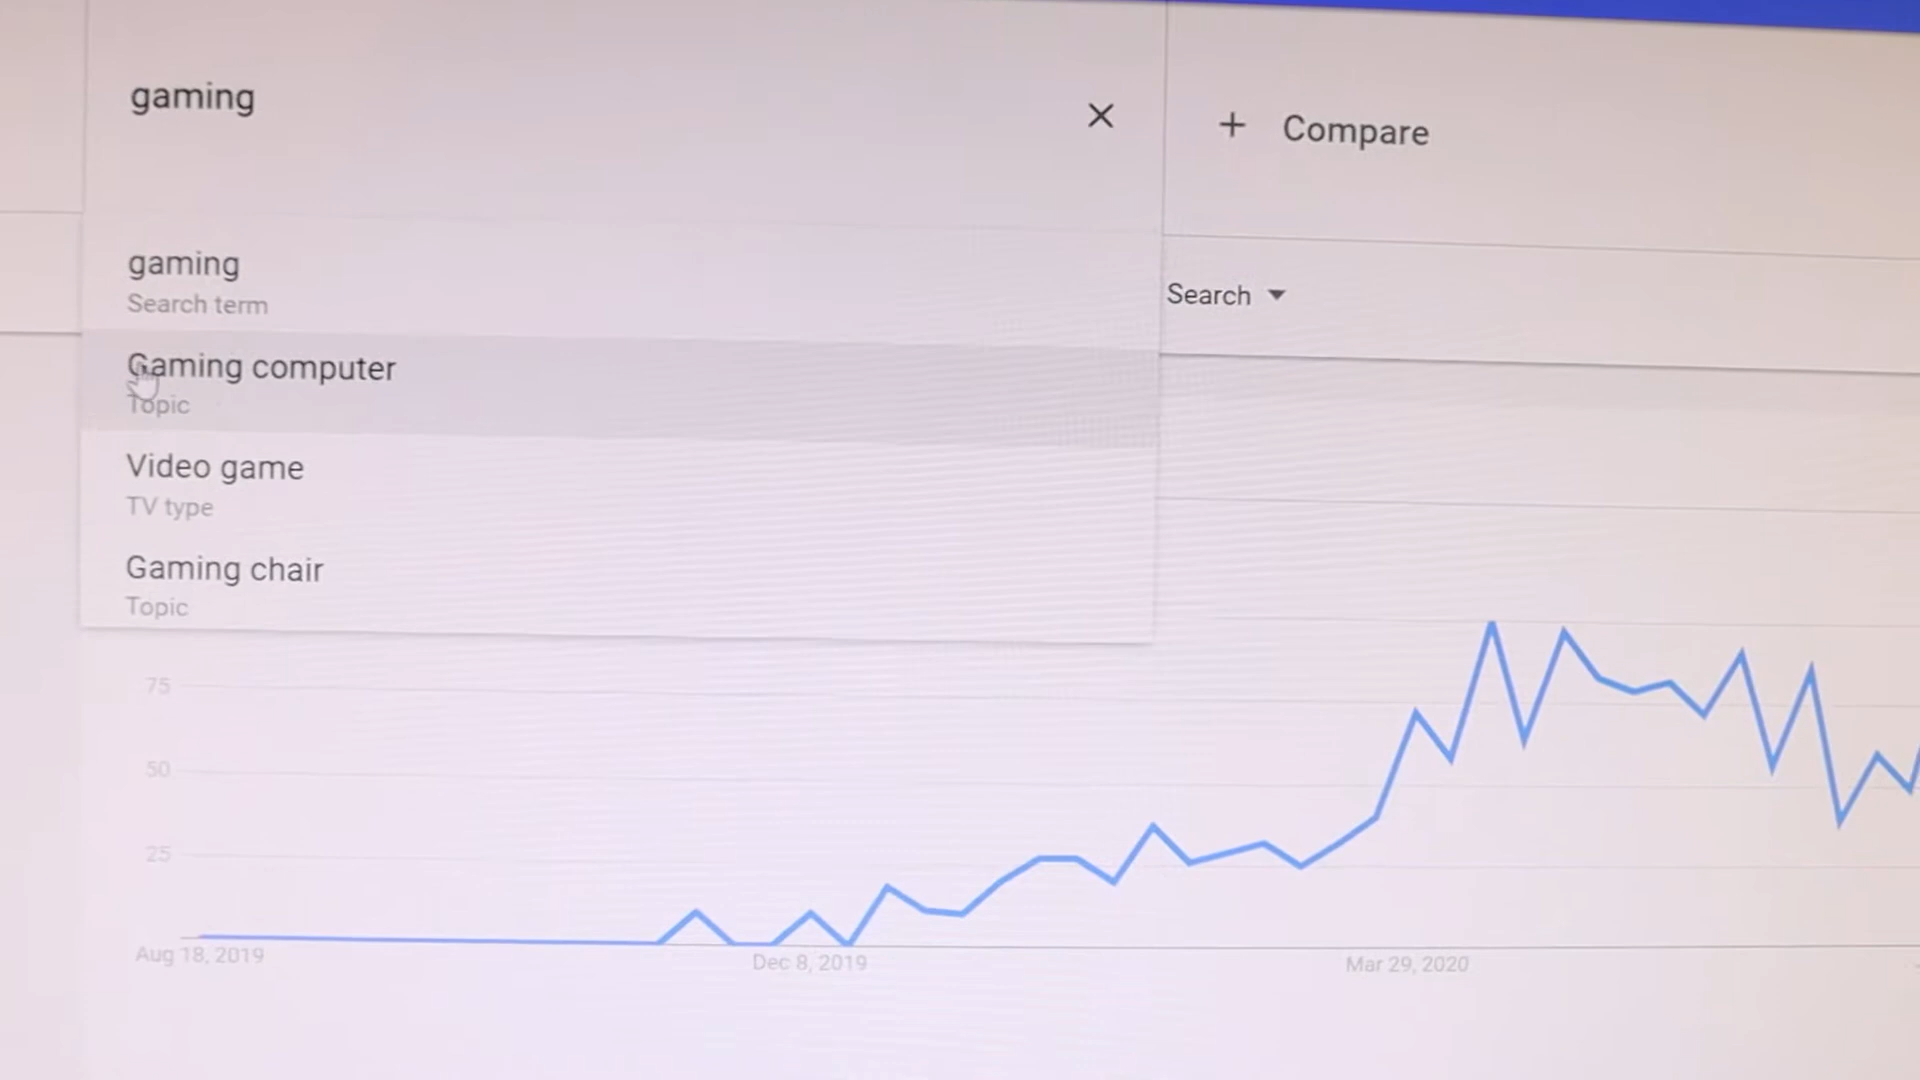 gaming
+ Compare
gaming
Search term
Search
Gaming computer
Topic
Video game
TV type
Gaming chair
Topic
75
50
25
Aug 18, 2019
Dec 8, 2019
Mar 29, 2020